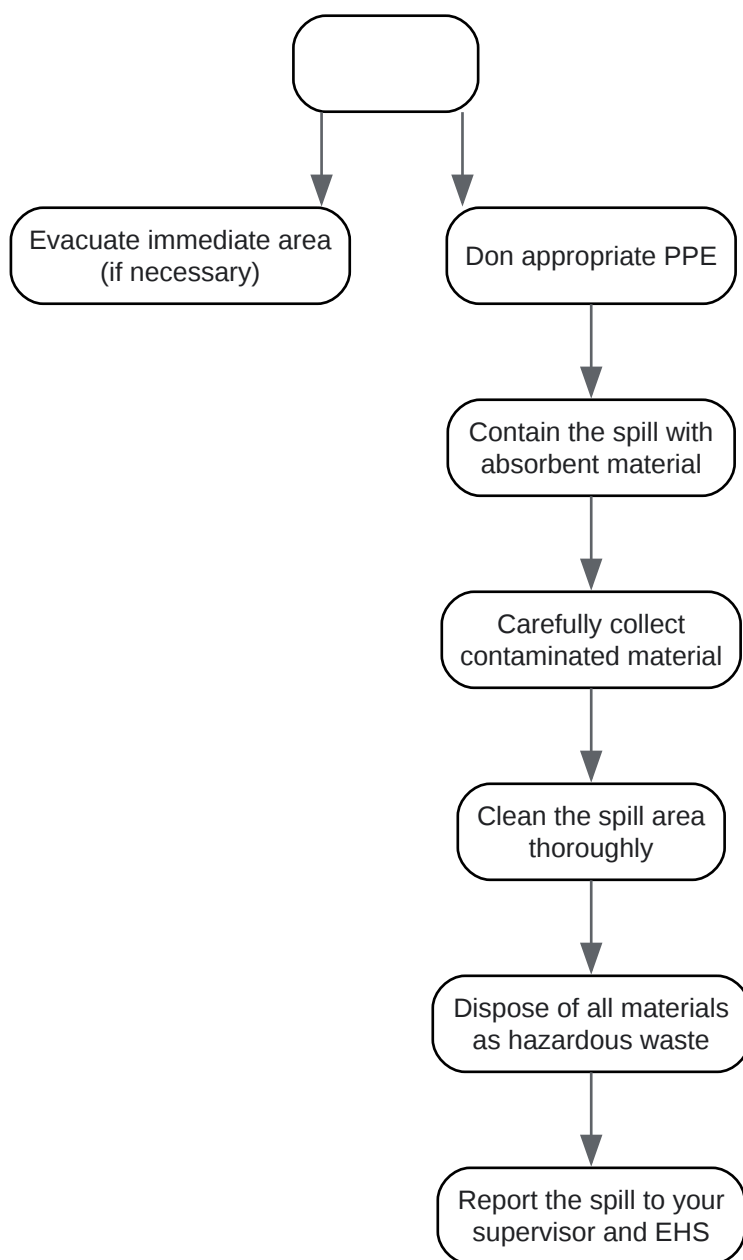 Evacuate immediate area
(if necessary)
Don appropriate PPE
Contain the spill with
absorbent material
Carefully collect
contaminated material
Clean the spill area
thoroughly
Dispose of all materials
as hazardous waste
Report the spill to your
supervisor and EHS